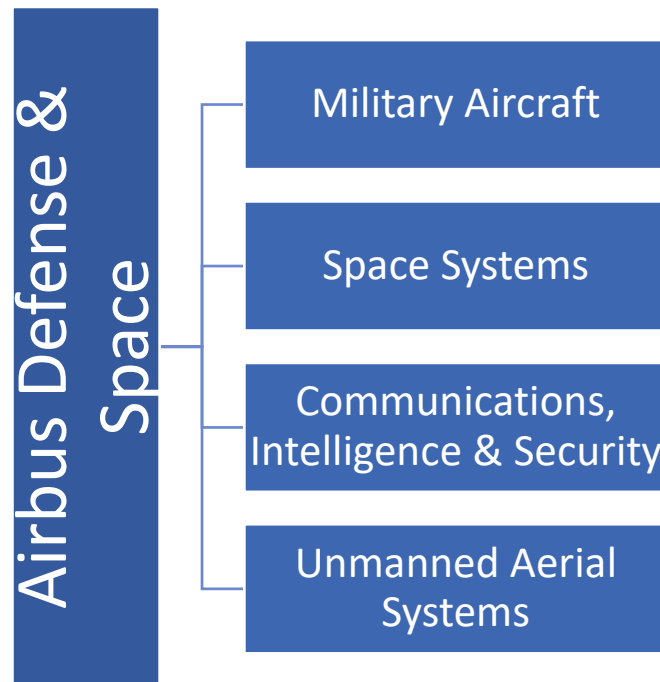 Airbus Defense &
Space
Military Aircraft
Space Systems
Communications,
Intelligence & Security
Unmanned Aerial
Systems